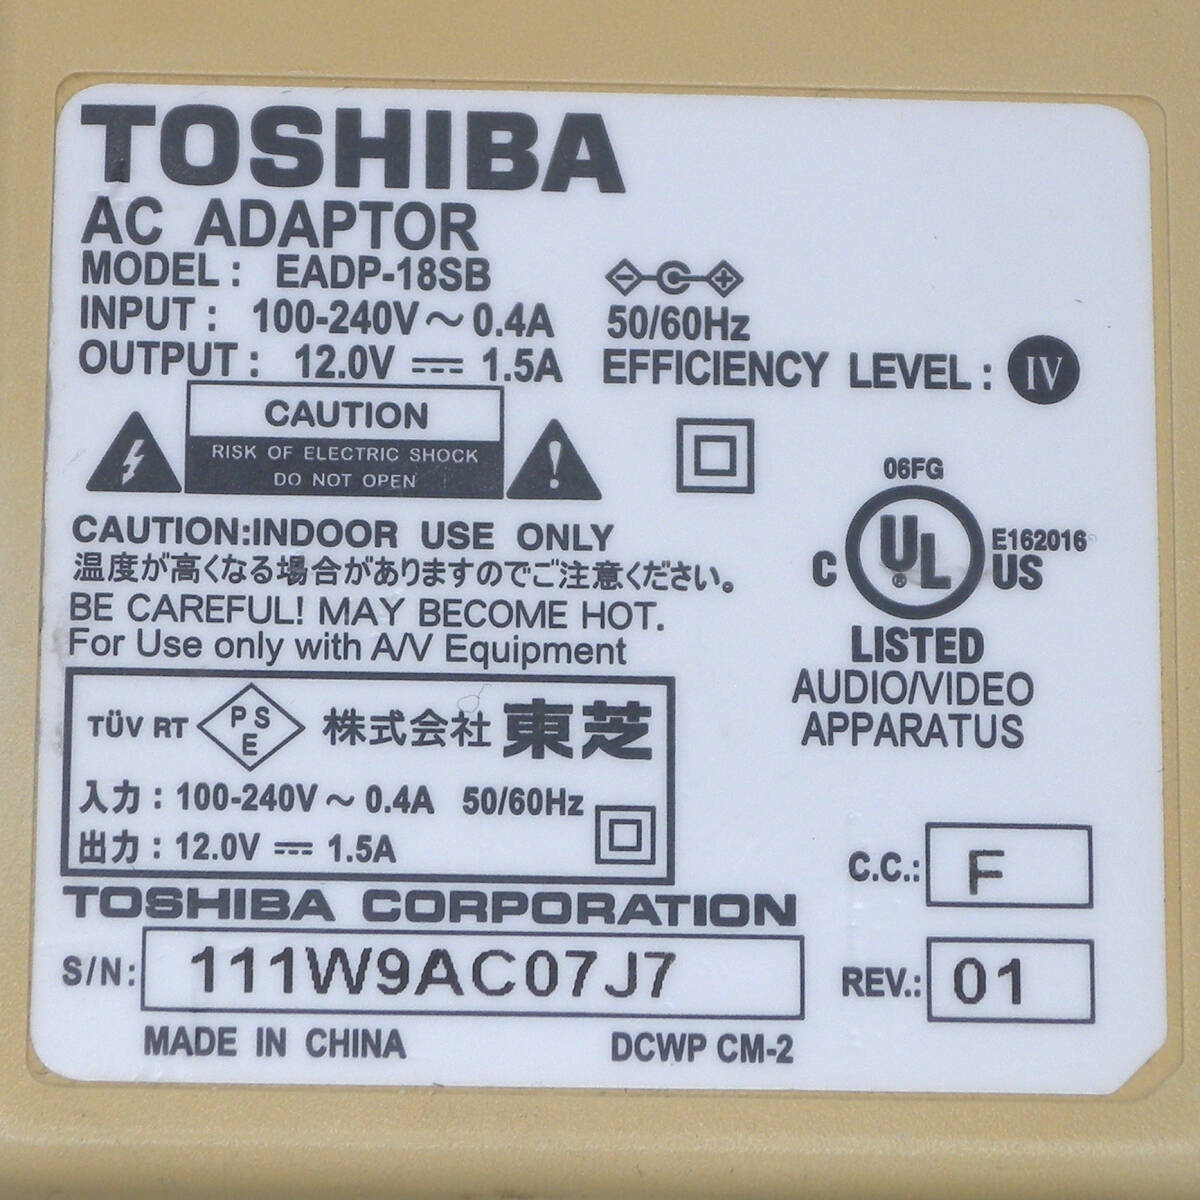 TOSHIBA
AC ADAPTOR
MODEL : EADP-18SB
INPUT : 100-240V ~ 0.4A 50/60Hz
OUTPUT : 12.0V ⎓ 1.5A EFFICIENCY LEVEL : IV
CAUTION
RISK OF ELECTRIC SHOCK
DO NOT OPEN
CAUTION:INDOOR USE ONLY
温度が高くなる場合がありますのでご注意ください。
BE CAREFUL! MAY BECOME HOT.
For Use only with A/V Equipment
06FG
C UL ® US
E162016
LISTED
AUDIO/VIDEO
APPARATUS
TÜV RT PSE 株式会社 東芝
入力 : 100-240V ~ 0.4A 50/60Hz
出力 : 12.0V ⎓ 1.5A
TOSHIBA CORPORATION
C.C.: F
S/N: 111W9AC07J7
REV.: 01
MADE IN CHINA DCWP CM-2